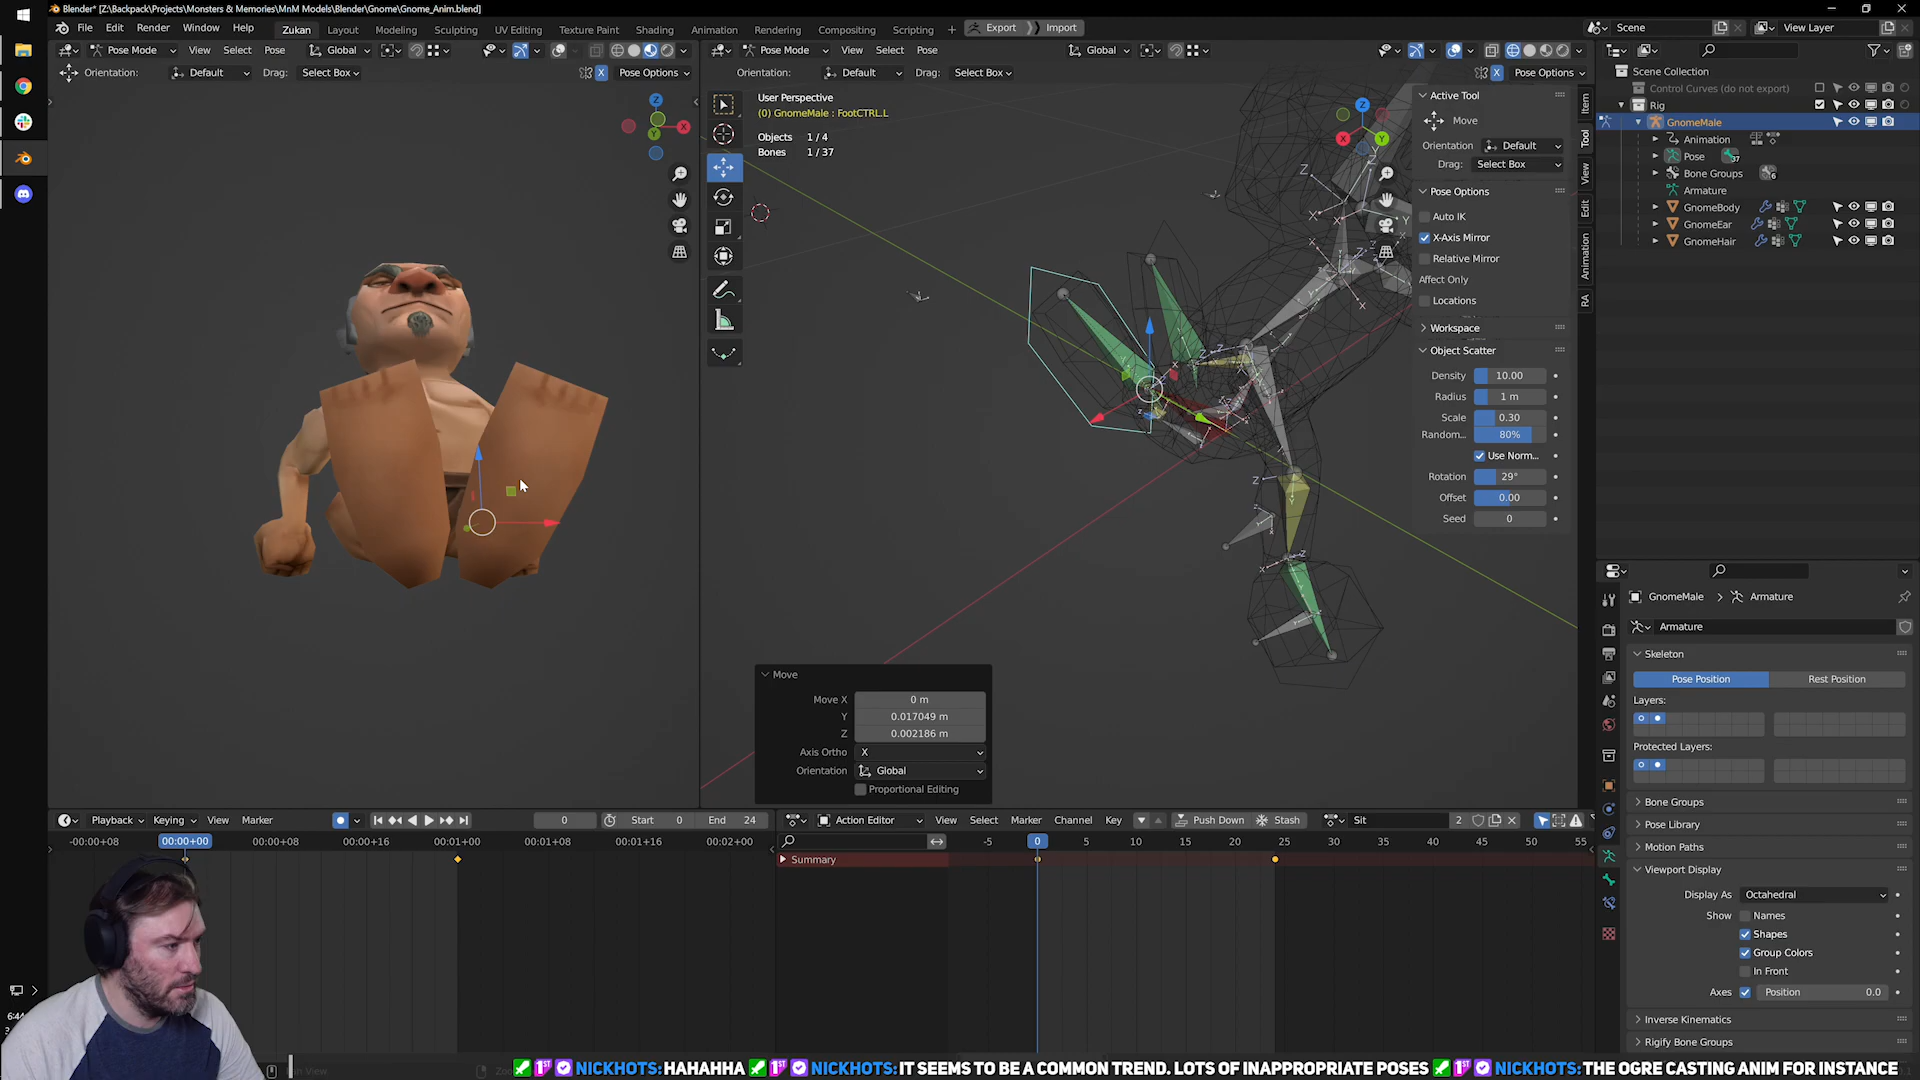 Blender* [Z:\Backpack\Projects\Monsters & Memories\MnM Models\Blender\Gnome\Gnome_Anim.blend]
File Edit Render Window Help Zukan Layout Modeling Sculpting UV Editing Texture Paint Shading Animation Rendering Compositing Scripting + Export Import Scene View Layer
Pose Mode View Select Pose Global Pose Mode View Select Pose Global
Orientation: Default Drag: Select Box X Pose Options Orientation: Default Drag: Select Box X Pose Options
User Perspective
(0) GnomeMale : FootCTRL.L
Objects 1 / 4
Bones 1 / 37
Active Tool
Move
Orientation Default
Drag: Select Box
Pose Options
Auto IK
X-Axis Mirror
Relative Mirror
Affect Only
Locations
Workspace
Object Scatter
Density 10.00
Radius 1 m
Scale 0.30
Random... 80%
Use Norm...
Rotation 29°
Offset 0.00
Seed 0
Item
Tool
View
Edit
Animation
RA
Scene Collection
Control Curves (do not export)
Rig
GnomeMale
Animation
Pose 37
Bone Groups 6
Armature
GnomeBody
GnomeEar
GnomeHair
GnomeMale > Armature
Armature
Skeleton
Pose Position Rest Position
Layers:
Protected Layers:
Bone Groups
Pose Library
Motion Paths
Viewport Display
Display As Octahedral
Show Names
Shapes
Group Colors
In Front
Axes Position 0.0
Inverse Kinematics
Rigify Bone Groups
Move
Move X 0 m
Y 0.017049 m
Z 0.002186 m
Axis Ortho X
Orientation Global
Proportional Editing
Playback Keying View Marker 0 Start 0 End 24
-00:00+08 00:00+00 00:00+08 00:00+16 00:01+00 00:01+08 00:01+16 00:02+00
Action Editor View Select Marker Channel Key Push Down Stash Sit 2
-5 0 5 10 15 20 25 30 35 40 45 50 55
Summary
NICKHOTS: HAHAHHA 1ST NICKHOTS: IT SEEMS TO BE A COMMON TREND. LOTS OF INAPPROPRIATE POSES 1ST NICKHOTS: THE OGRE CASTING ANIM FOR INSTANCE